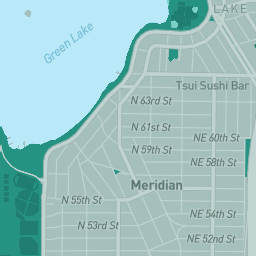 LAKE
Green Lake
Tsui Sushi Bar
N 63rd St
N 61st St
NE 60th St
N 59th St
NE 58th St
Meridian
N 55th St
NE 54th St
N 53rd St
NE 52nd St